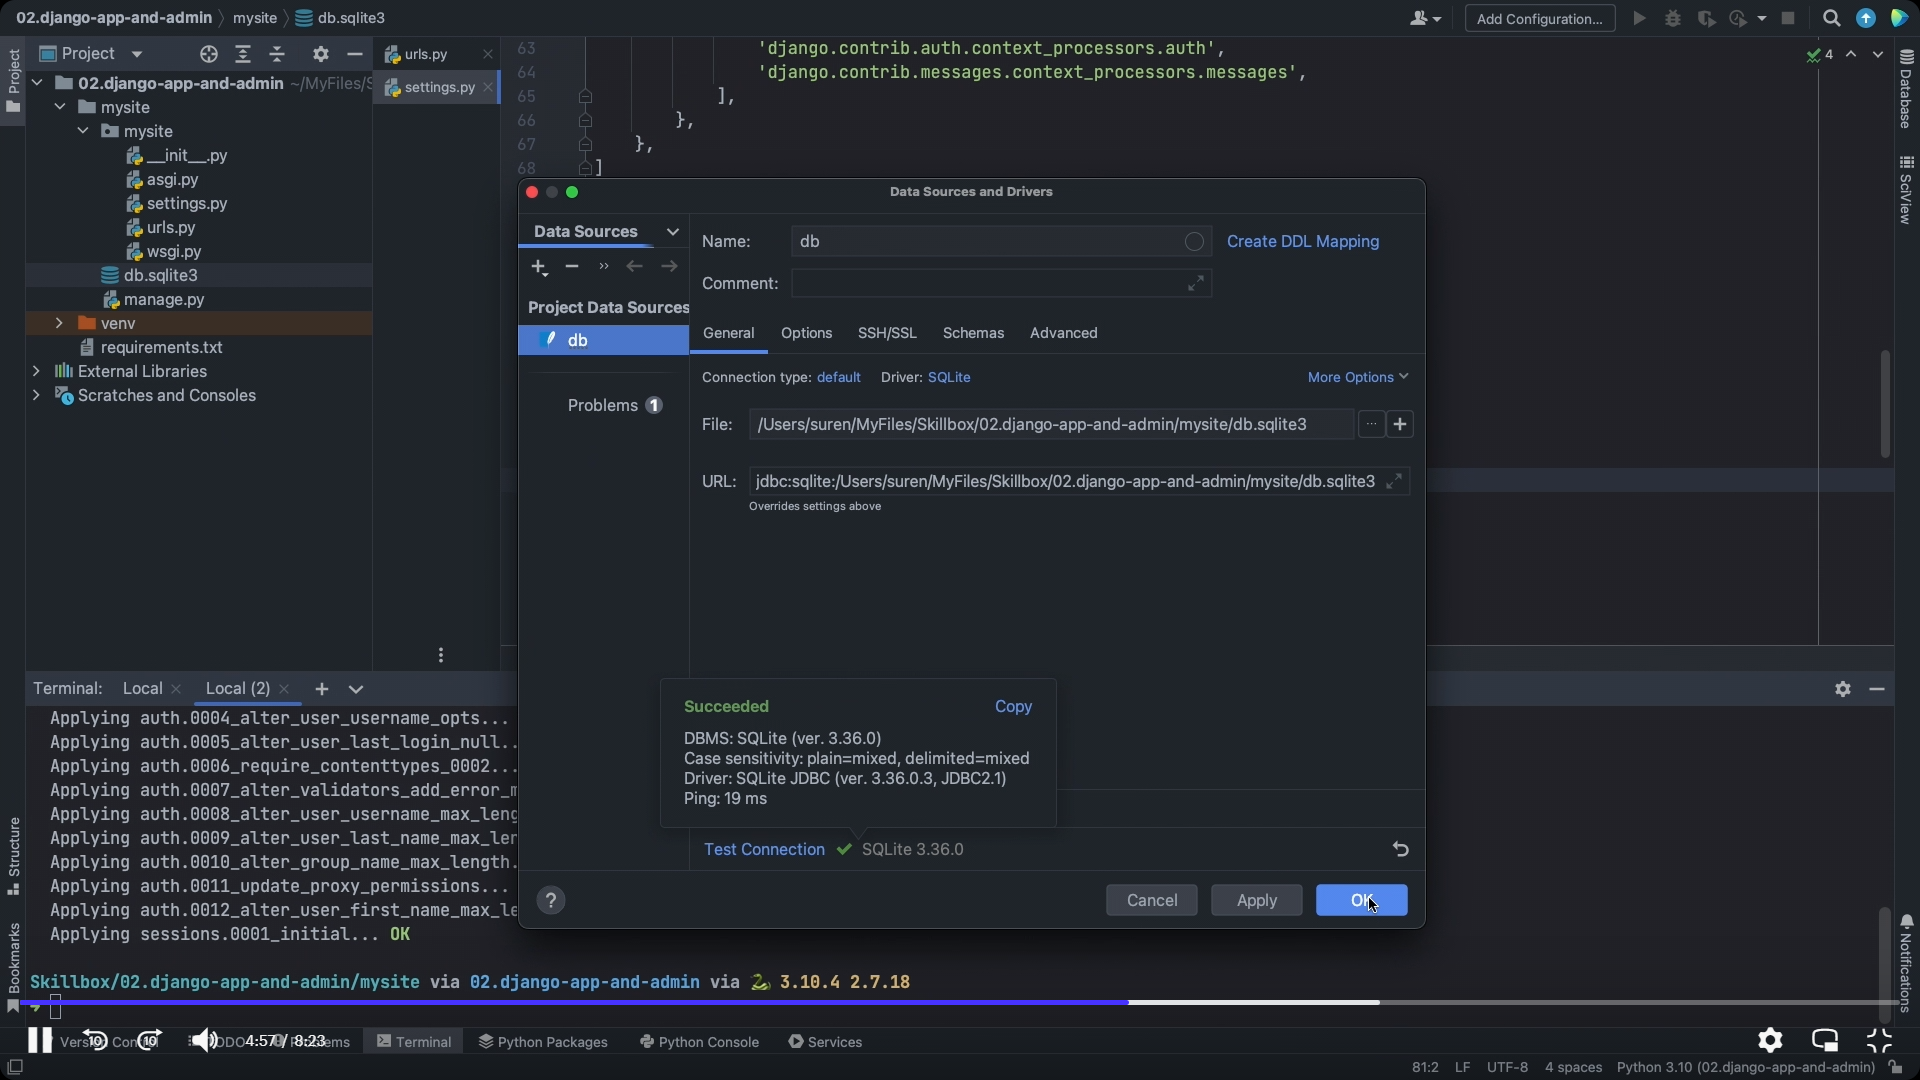 02.django-app-and-admin
mysite
db.sqlite3
Add Configuration...
Project
Project
urls.py
settings.py
02.django-app-and-admin ~/MyFiles/S
mysite
mysite
__init__.py
asgi.py
settings.py
urls.py
wsgi.py
db.sqlite3
manage.py
venv
requirements.txt
External Libraries
Scratches and Consoles
63 'django.contrib.auth.context_processors.auth',
64 'django.contrib.messages.context_processors.messages',
65 ],
66 },
67 },
68 ]
4
Database
SciView
Notifications
Data Sources and Drivers
Data Sources
Project Data Sources
db
Problems 1
Name: db
Create DDL Mapping
Comment:
General Options SSH/SSL Schemas Advanced
Connection type: default Driver: SQLite More Options
File: /Users/suren/MyFiles/Skillbox/02.django-app-and-admin/mysite/db.sqlite3 ...
URL: jdbc:sqlite:/Users/suren/MyFiles/Skillbox/02.django-app-and-admin/mysite/db.sqlite3
Overrides settings above
Succeeded Copy
DBMS: SQLite (ver. 3.36.0)
Case sensitivity: plain=mixed, delimited=mixed
Driver: SQLite JDBC (ver. 3.36.0.3, JDBC2.1)
Ping: 19 ms
Test Connection SQLite 3.36.0
? Cancel Apply OK
Terminal: Local Local (2)
Applying auth.0004_alter_user_username_opts...
Applying auth.0005_alter_user_last_login_null..
Applying auth.0006_require_contenttypes_0002...
Applying auth.0007_alter_validators_add_error_m
Applying auth.0008_alter_user_username_max_leng
Applying auth.0009_alter_user_last_name_max_len
Applying auth.0010_alter_group_name_max_length.
Applying auth.0011_update_proxy_permissions...
Applying auth.0012_alter_user_first_name_max_le
Applying sessions.0001_initial... OK
Skillbox/02.django-app-and-admin/mysite via 02.django-app-and-admin via 3.10.4 2.7.18
Structure
Bookmarks
10 10 4:57 / 8:23
Terminal
Python Packages
Python Console
Services
81:2 LF UTF-8 4 spaces Python 3.10 (02.django-app-and-admin)